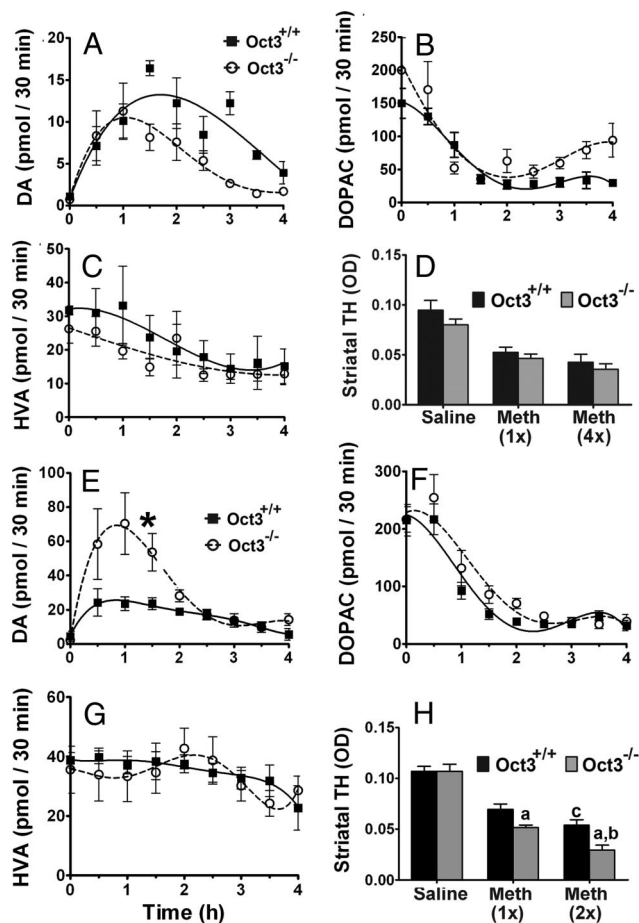 A
Oct3+/+
Oct3-/-
DA (pmol / 30 min)
20
15
10
5
0
0 1 2 3 4
B
DOPAC (pmol / 30 min)
250
200
150
100
50
0
0 1 2 3 4
C
HVA (pmol / 30 min)
50
40
30
20
10
0
0 1 2 3 4
D
Oct3+/+ Oct3-/-
Striatal TH (OD)
0.15
0.10
0.05
0.00
Saline Meth Meth
(1x) (4x)
E
*
Oct3+/+
Oct3-/-
DA (pmol / 30 min)
100
80
60
40
20
0
0 1 2 3 4
F
DOPAC (pmol / 30 min)
300
200
100
0
0 1 2 3 4
G
HVA (pmol / 30 min)
60
40
20
0
0 1 2 3 4
Time (h)
H
Oct3+/+ Oct3-/-
Striatal TH (OD)
0.15
0.10
0.05
0.00
a
c
a,b
Saline Meth Meth
(1x) (2x)